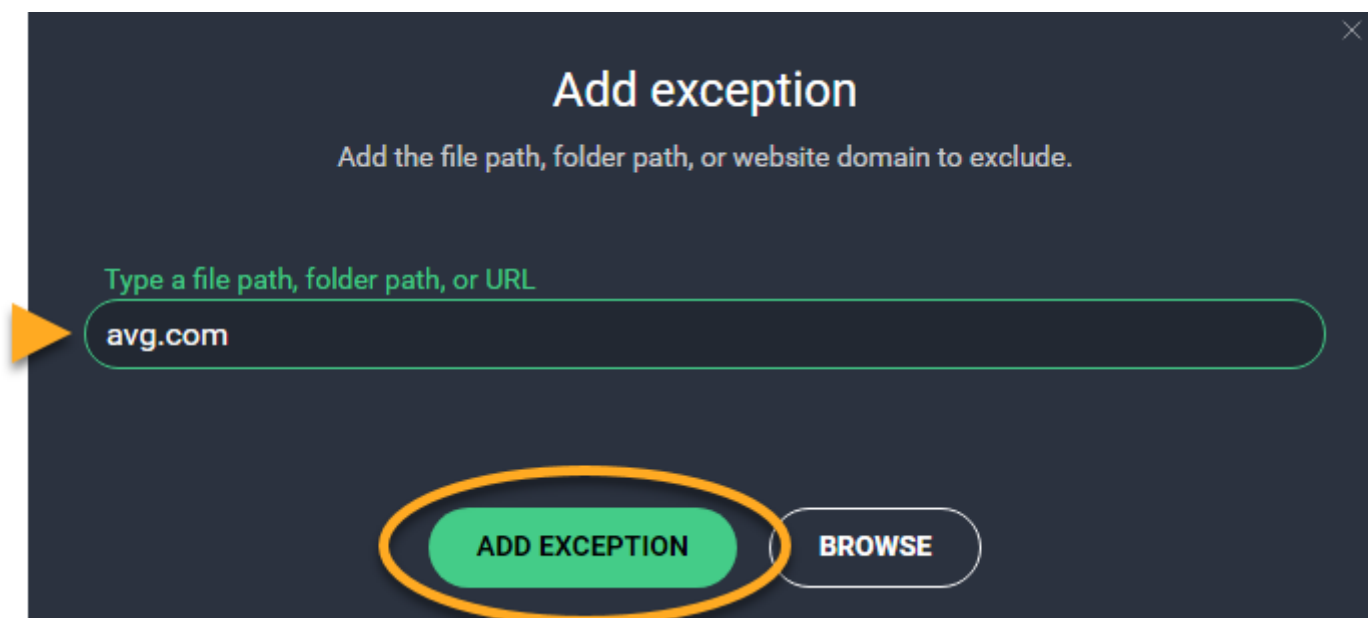 Add exception
Add the file path, folder path, or website domain to exclude.
Type a file path, folder path, or URL
avg.com
ADD EXCEPTION BROWSE